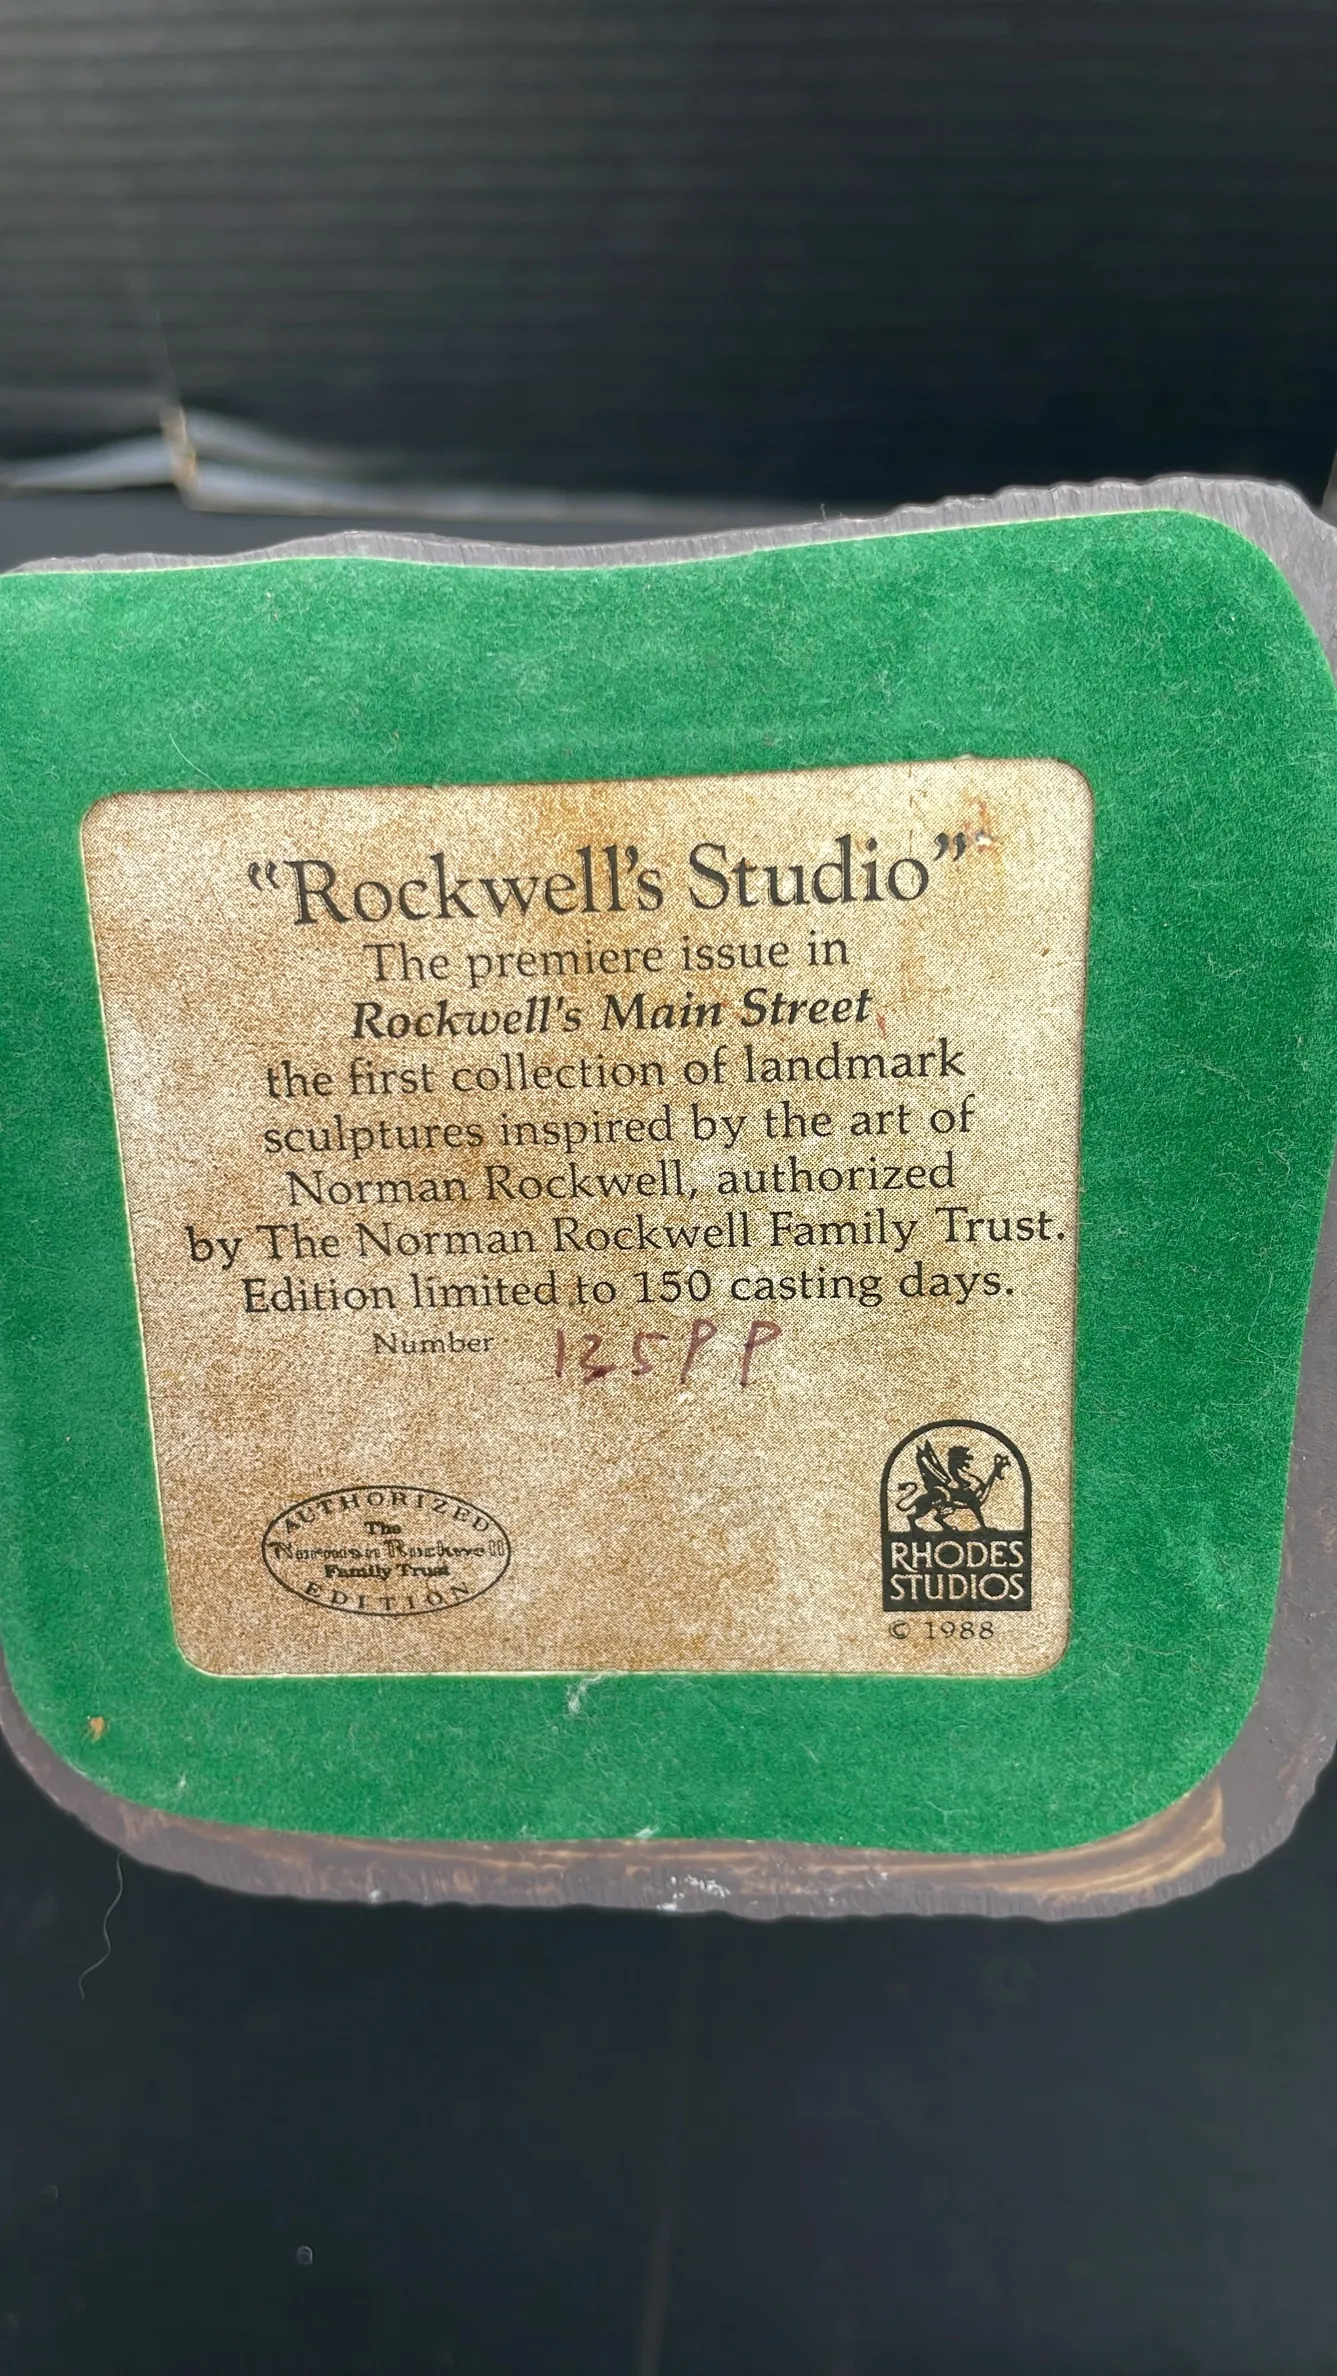 “Rockwell’s Studio”
The premiere issue in
Rockwell's Main Street
the first collection of landmark
sculptures inspired by the art of
Norman Rockwell, authorized
by The Norman Rockwell Family Trust.
Edition limited to 150 casting days.
Number
AUTHORIZED
The
Norman Rockwell
Family Trust
EDITION
RHODES
STUDIOS
© 1988